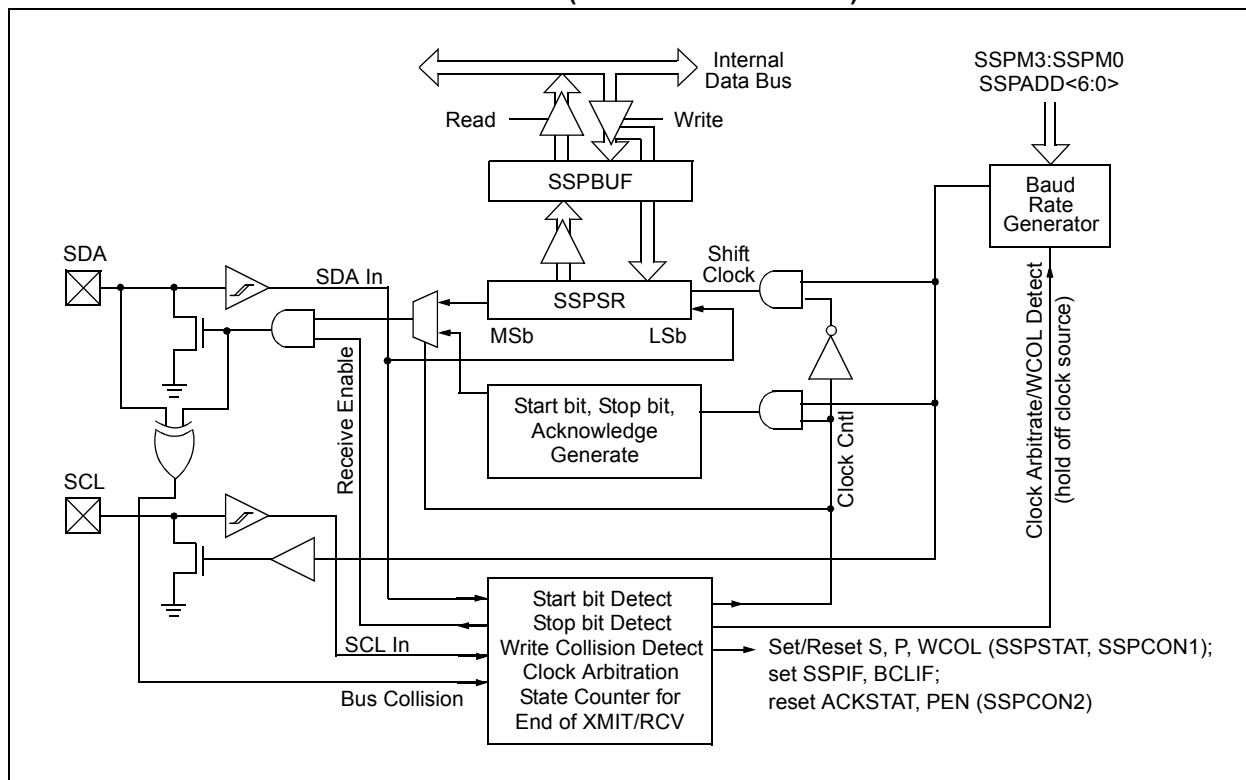 Internal
Data Bus
SSPM3:SSPM0
SSPADD<6:0>
Read
Write
SSPBUF
Baud
Rate
Generator
SDA
SDA In
Shift
Clock
SSPSR
MSb
LSb
Start bit, Stop bit,
Acknowledge
Generate
Receive Enable
Clock Cntl
Clock Arbitrate/WCOL Detect
(hold off clock source)
SCL
SCL In
Bus Collision
Start bit Detect
Stop bit Detect
Write Collision Detect
Clock Arbitration
State Counter for
End of XMIT/RCV
Set/Reset S, P, WCOL (SSPSTAT, SSPCON1);
set SSPIF, BCLIF;
reset ACKSTAT, PEN (SSPCON2)